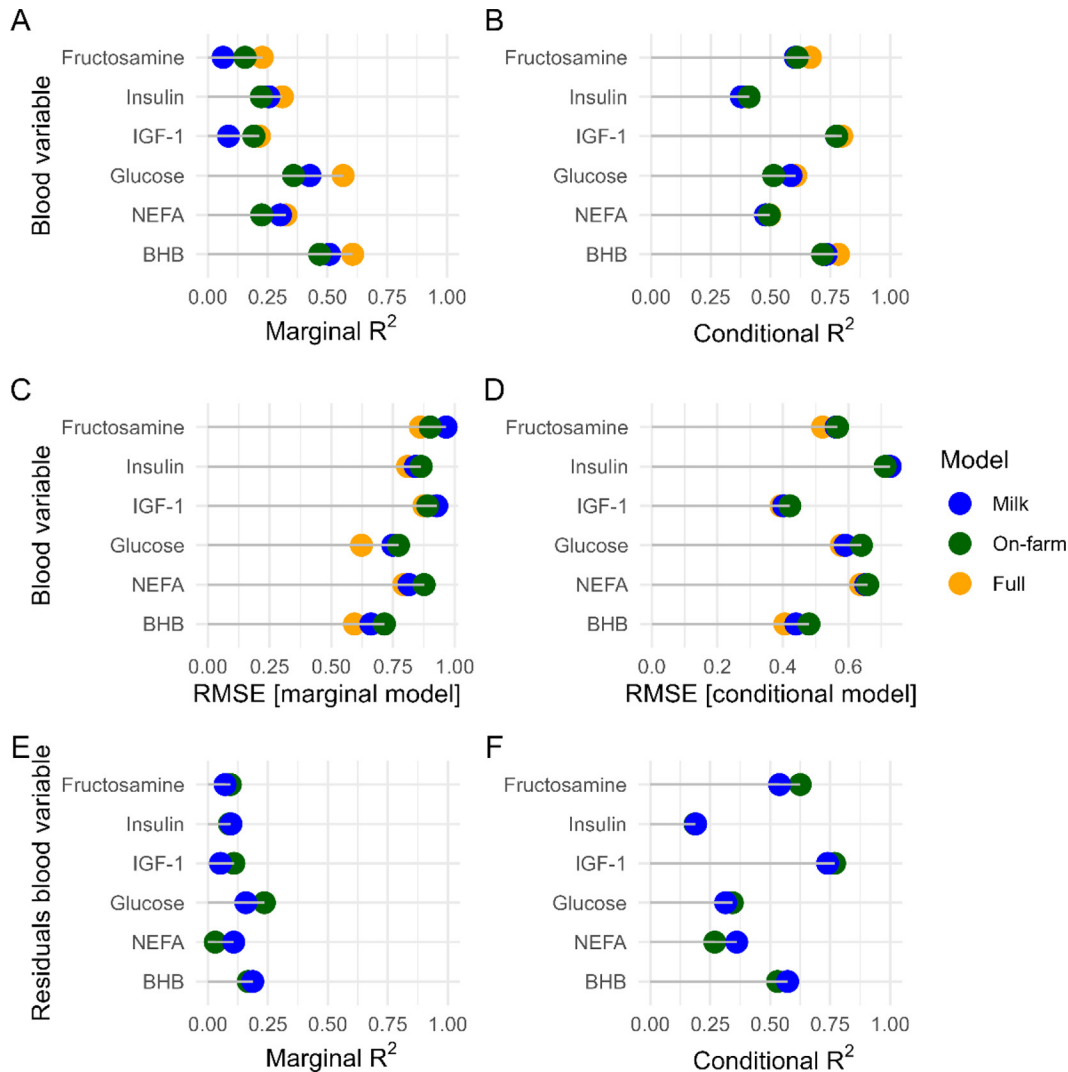 A
Blood variable
Fructosamine
Insulin
IGF-1
Glucose
NEFA
BHB
0.00 0.25 0.50 0.75 1.00
Marginal R²
B
Fructosamine
Insulin
IGF-1
Glucose
NEFA
BHB
0.00 0.25 0.50 0.75 1.00
Conditional R²
C
Blood variable
Fructosamine
Insulin
IGF-1
Glucose
NEFA
BHB
0.00 0.25 0.50 0.75 1.00
RMSE [marginal model]
D
Fructosamine
Insulin
IGF-1
Glucose
NEFA
BHB
0.0 0.4 0.6
RMSE [conditional model]
Model
Milk
On-farm
Full
E
Residuals blood variable
Fructosamine
Insulin
IGF-1
Glucose
NEFA
BHB
0.00 0.25 0.50 0.75 1.00
Marginal R²
F
Fructosamine
Insulin
IGF-1
Glucose
NEFA
BHB
0.00 0.25 0.50 0.75 1.00
Conditional R²